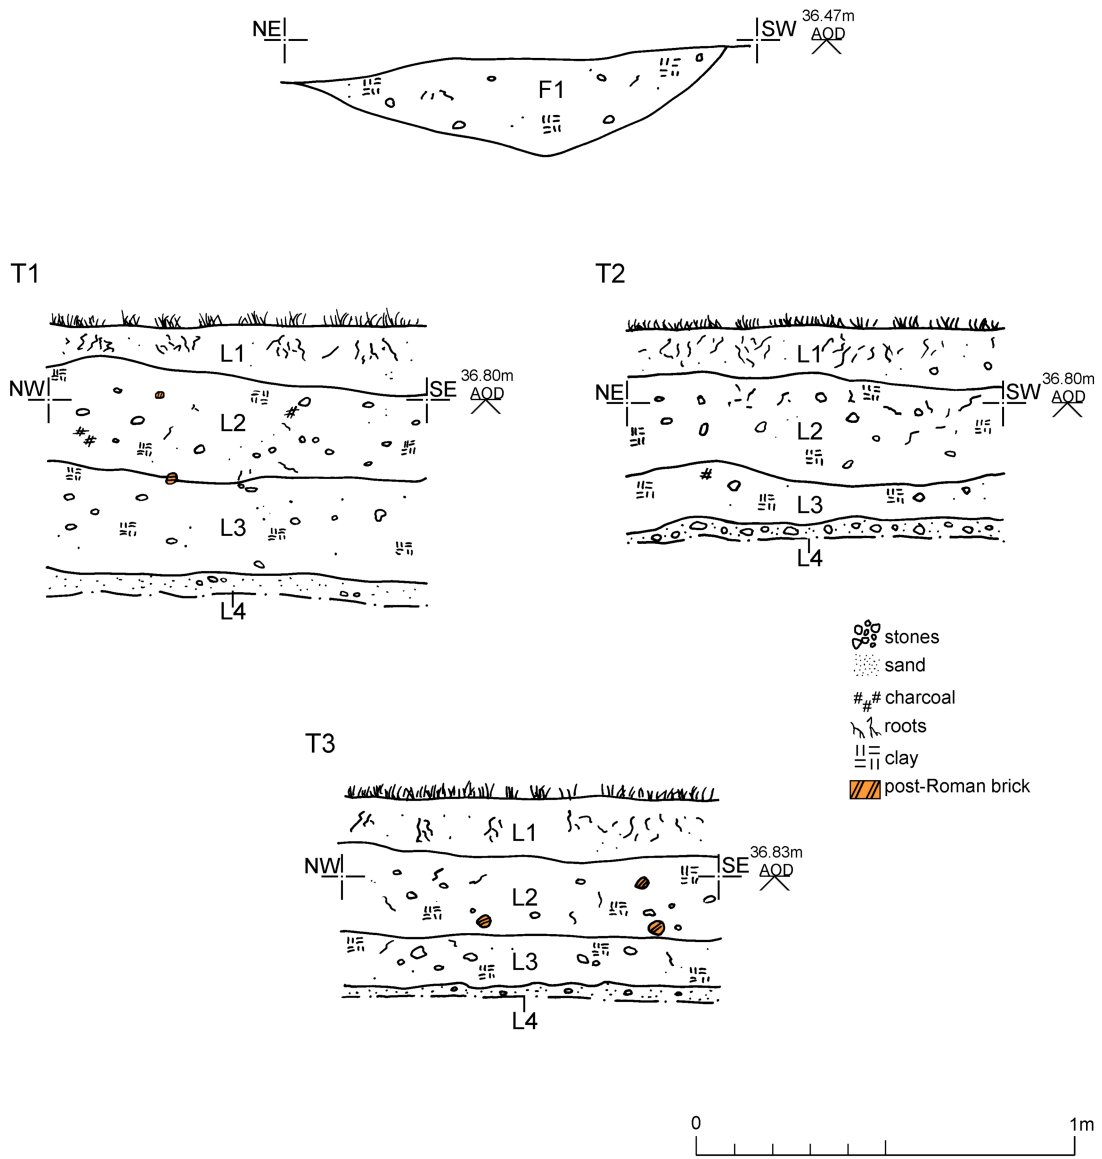 NE
SW
36.47m
AOD
F1
T1
L1
NW
SE
36.80m
AOD
L2
L3
L4
T2
L1
NE
SW
36.80m
AOD
L2
L3
L4
stones
sand
charcoal
roots
clay
post-Roman brick
T3
L1
NW
SE
36.83m
AOD
L2
L3
L4
0
1m